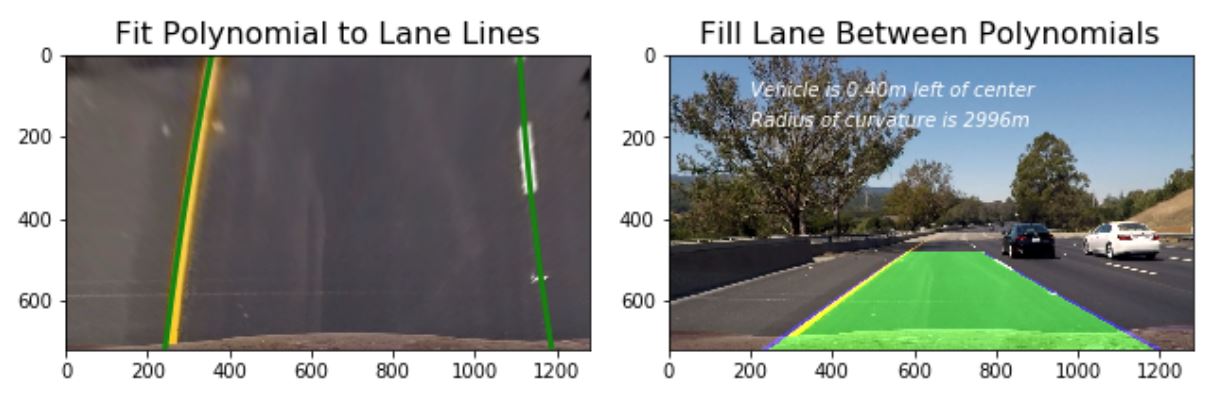 Fit Polynomial to Lane Lines
0
200
400
600
0 200 400 600 800 1000 1200
Fill Lane Between Polynomials
Vehicle is 0.40m left of center
Radius of curvature is 2996m
0
200
400
600
0 200 400 600 800 1000 1200